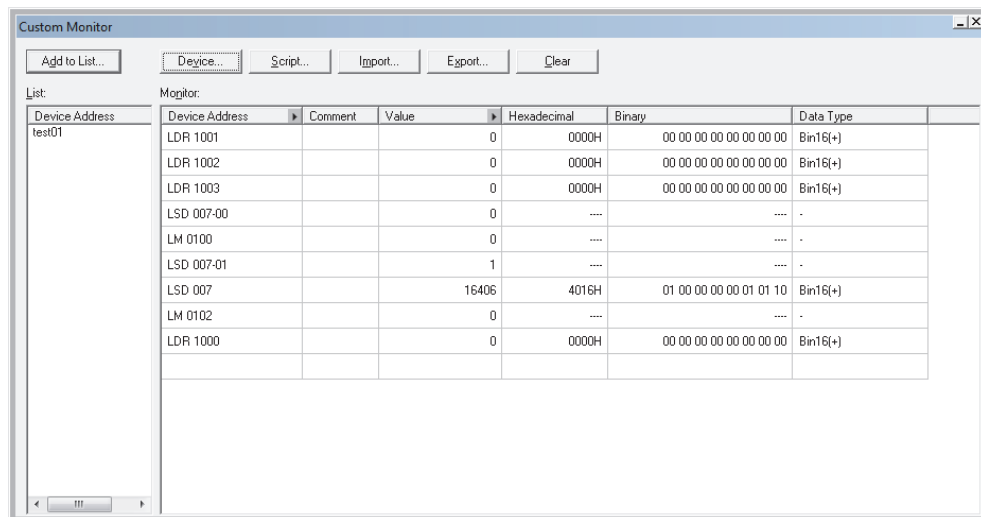 Custom Monitor
Add to List... Device... Script... Import... Export... Clear
List: Monitor:
Device Address Device Address Comment Value Hexadecimal Binary Data Type
test01 LDR 1001 0 0000H 00 00 00 00 00 00 00 00 Bin16(+)
LDR 1002 0 0000H 00 00 00 00 00 00 00 00 Bin16(+)
LDR 1003 0 0000H 00 00 00 00 00 00 00 00 Bin16(+)
LSD 007-00 0 ---- ---- -
LM 0100 0 ---- ---- -
LSD 007-01 1 ---- ---- -
LSD 007 16406 4016H 01 00 00 00 00 01 01 10 Bin16(+)
LM 0102 0 ---- ---- -
LDR 1000 0 0000H 00 00 00 00 00 00 00 00 Bin16(+)